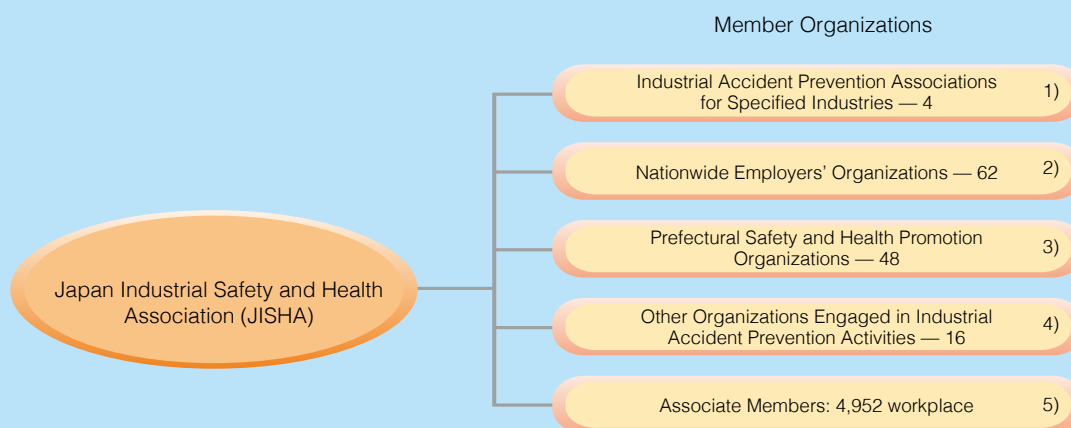 Member Organizations
Industrial Accident Prevention Associations
for Specified Industries — 4
1)
Nationwide Employers’ Organizations — 62
2)
Prefectural Safety and Health Promotion
Organizations — 48
3)
Japan Industrial Safety and Health
Association (JISHA)
Other Organizations Engaged in Industrial
Accident Prevention Activities — 16
4)
Associate Members: 4,952 workplace
5)